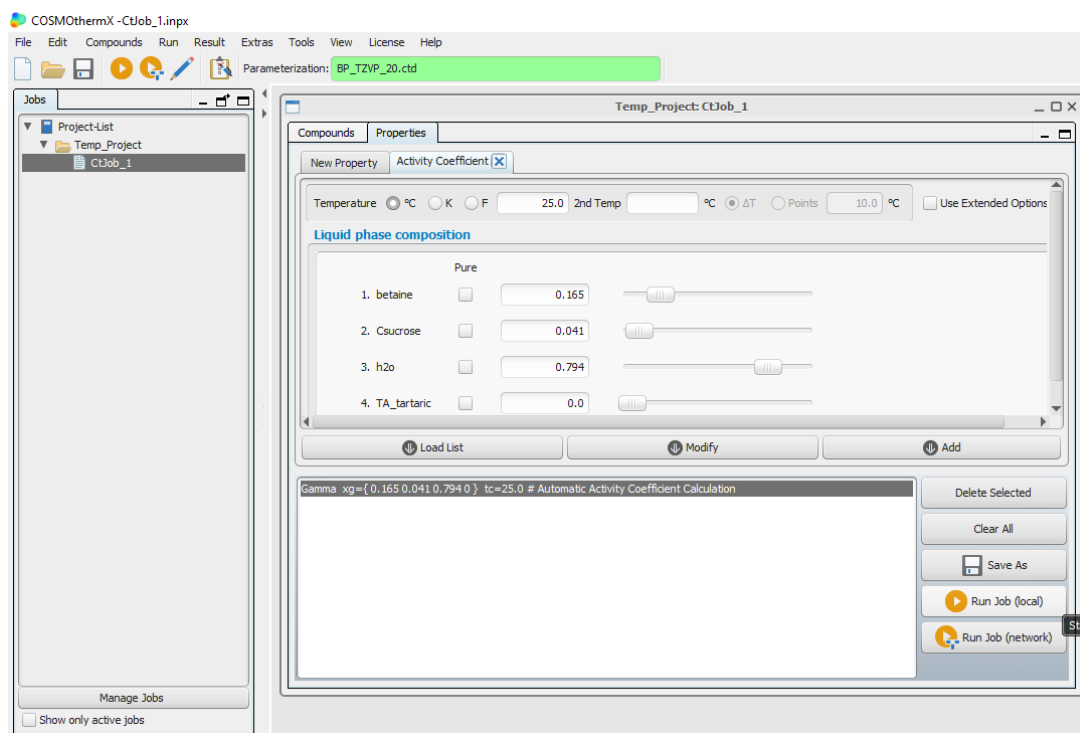 COSMOthermX -CtJob_1.inpx
File Edit Compounds Run Result Extras Tools View License Help
Parameterization: BP_TZVP_20.ctd
Jobs
Project-List
Temp_Project
CtJob_1
Manage Jobs
Show only active jobs
Temp_Project: CtJob_1
Compounds Properties
New Property Activity Coefficient
Temperature ºC K F 25.0 2nd Temp ºC ΔT Points 10.0 ºC Use Extended Options
Liquid phase composition
Pure
1. betaine 0.165
2. Csucrose 0.041
3. h2o 0.794
4. TA_tartaric 0.0
Load List Modify Add
Gamma xg={ 0.165 0.041 0.794 0 } tc=25.0 # Automatic Activity Coefficient Calculation
Delete Selected
Clear All
Save As
Run Job (local)
St
Run Job (network)